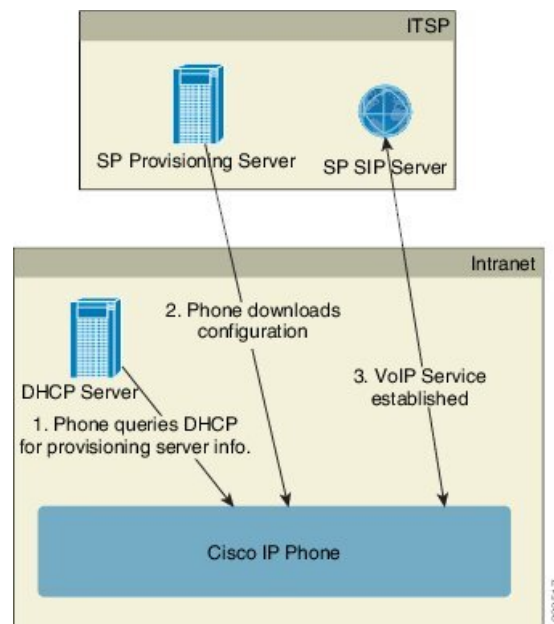 ITSP
SP Provisioning Server
SP SIP Server
Intranet
2. Phone downloads
configuration
DHCP Server
3. VoIP Service
established
1. Phone queries DHCP
for provisioning server info.
Cisco IP Phone